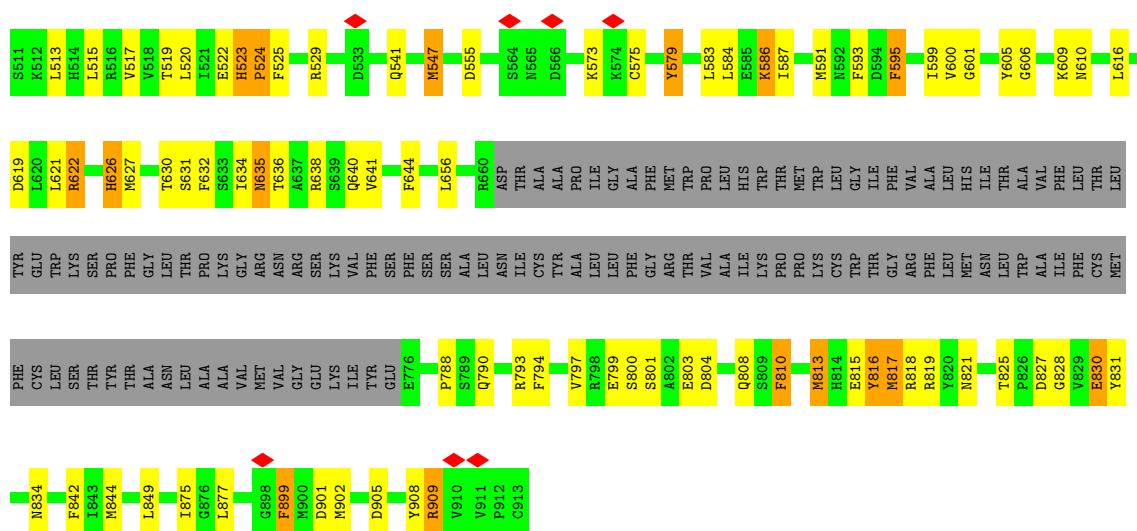 S511 K512 L513 H514 L515 R516 V517 V518 T519 L520 I521 E522 H523 P524 F525 R529 D533 Q541 M547 D555 S564 N565 D566 K573 K574 C575 Y579 L583 L584 E585 K586 I587 M591 N592 F593 D594 F595 I599 V600 G601 Y605 G606 K609 N610 L616
D619 L620 L621 R622 H626 M627 T630 S631 F632 S633 I634 N635 T636 A637 R638 S639 Q640 V641 F644 L656 R660 ASP THR ALA ALA PRO ILE GLY ALA PHE MET TRP PRO LEU HIS TRP THR MET TRP LEU GLY ILE PHE VAL ALA LEU HIS ILE THR ALA VAL PHE LEU THR LEU
TYR GLU TRP LYS SER PRO PHE GLY LEU THR PRO LYS GLY ARG ASN ARG SER LYS VAL PHE SER PHE SER SER ALA LEU ASN ILE CYS TYR ALA LEU LEU PHE GLY ARG THR VAL ALA ILE LYS PRO PRO LYS CYS TRP THR GLY ARG PHE LEU MET ASN LEU TRP ALA ILE PHE CYS MET
PHE CYS LEU SER THR TYR THR ALA ASN LEU ALA ALA VAL MET VAL GLY GLU LYS ILE TYR GLU E776 P788 S789 Q790 R793 F794 V797 R798 E799 S800 S801 A802 E803 D804 Q808 S809 F810 M813 H814 E815 Y816 M817 R818 R819 Y820 N821 T825 P826 D827 G828 V829 E830 Y831
N834 F842 I843 M844 L849 I875 G876 L877 G898 F899 M900 D901 M902 D905 Y908 R909 V910 V911 P912 C913